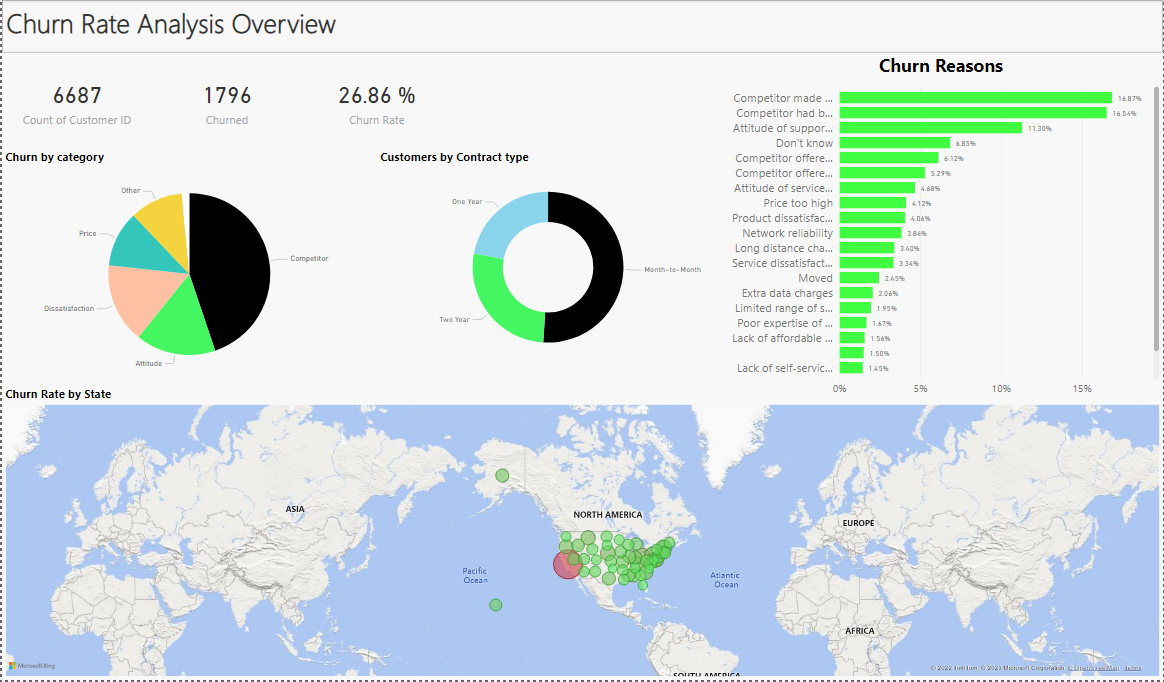 Churn Rate Analysis Overview
6687
Count of Customer ID
1796
Churned
26.86 %
Churn Rate
Churn by category
Other
Price
Dissatisfaction
Attitude
Competitor
Customers by Contract type
One Year
Two Year
Month-to-Month
Churn Reasons
Competitor made ... 16.87%
Competitor had b... 16.54%
Attitude of suppor... 11.30%
Don't know 6.85%
Competitor offere... 6.12%
Competitor offere... 5.29%
Attitude of service... 4.68%
Price too high 4.12%
Product dissatisfac... 4.06%
Network reliability 3.84%
Long distance cha... 3.40%
Service dissatisfact... 3.34%
Moved 2.45%
Extra data charges 2.06%
Limited range of s... 1.95%
Poor expertise of ... 1.67%
Lack of affordable ... 1.56%
1.50%
Lack of self-servic... 1.45%
0% 5% 10% 15%
Churn Rate by State
ASIA
NORTH AMERICA
EUROPE
Pacific
Ocean
Atlantic
Ocean
AFRICA
SOUTH AMERICA
Microsoft Bing
© 2022 TomTom, © 2023 Microsoft Corporation, © OpenStreetMap Terms